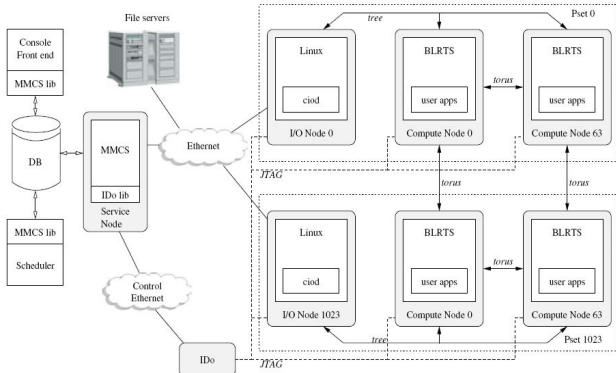 File servers
Console
Front end
MMCS lib
DB
MMCS lib
Scheduler
MMCS
IDo lib
Service
Node
Ethernet
Control
Ethernet
IDo
tree
Pset 0
Linux
ciod
I/O Node 0
BLRTS
user apps
Compute Node 0
torus
BLRTS
user apps
Compute Node 63
JTAG
torus
torus
Linux
ciod
I/O Node 1023
BLRTS
user apps
Compute Node 0
torus
BLRTS
user apps
Compute Node 63
tree
Pset 1023
JTAG